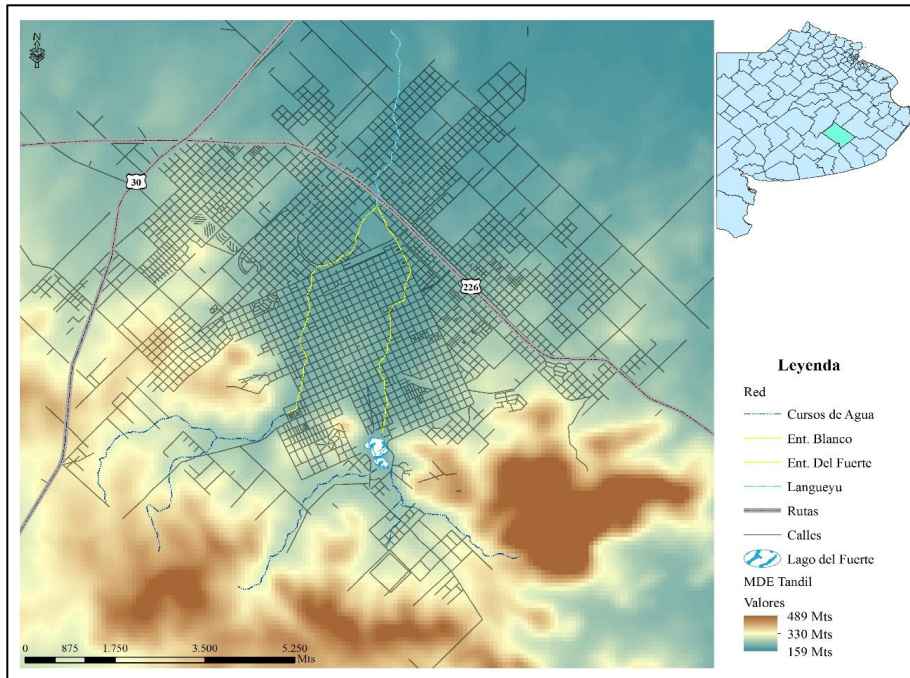 N
30
226
Leyenda
Red
Cursos de Agua
Ent. Blanco
Ent. Del Fuerte
Langueyu
Rutas
Calles
Lago del Fuerte
MDE Tandil
Valores
489 Mts
330 Mts
159 Mts
0 875 1.750 3.500 5.250
Mts